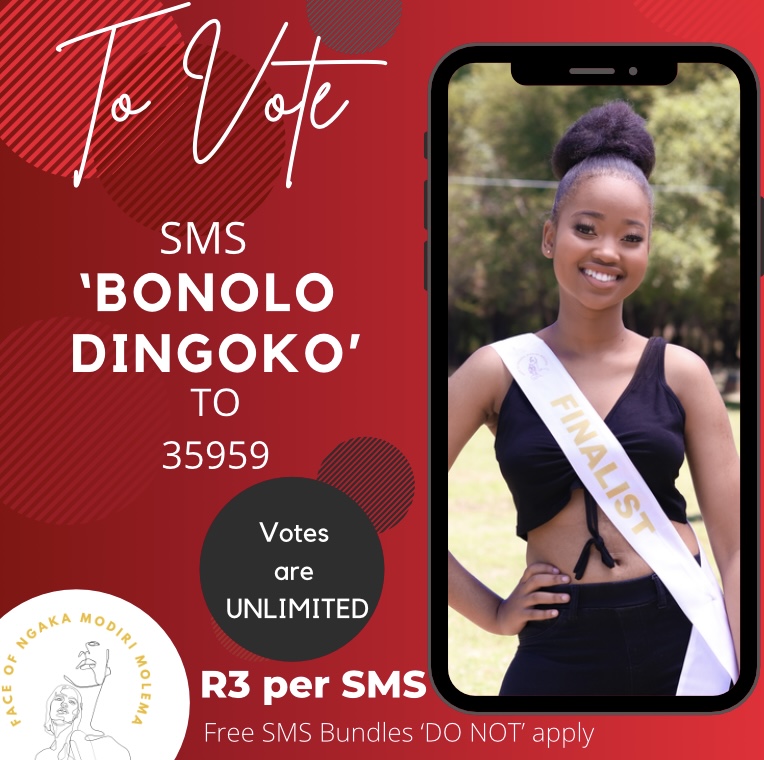 To Vote
SMS
‘BONOLO
DINGOKO’
TO
35959
Votes
are
UNLIMITED
FINALIST
FACE OF NGAKA MODIRI MOLEMA
R3 per SMS
Free SMS Bundles ‘DO NOT’ apply